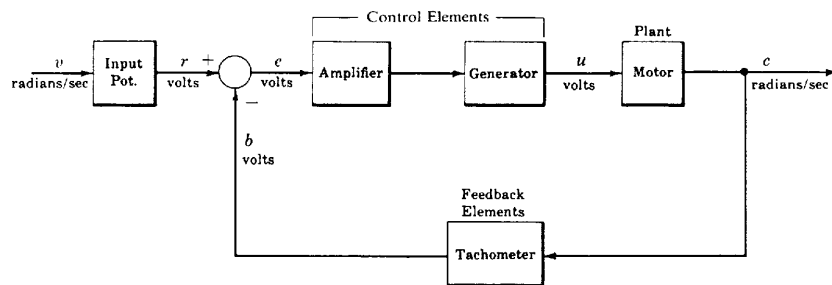 Control Elements
Plant
v
radians/sec
Input
Pot.
r
volts
+
e
volts
Amplifier
Generator
u
volts
Motor
c
radians/sec
−
b
volts
Feedback
Elements
Tachometer